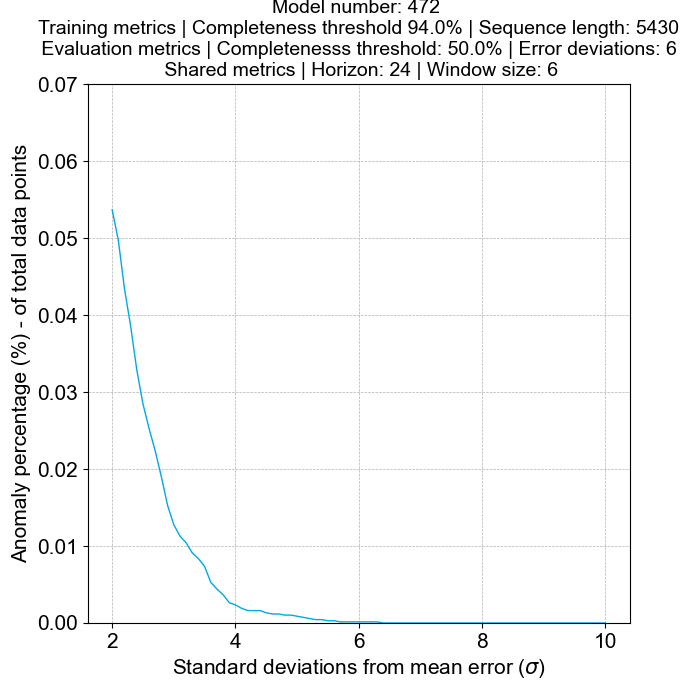 Model number: 472
Training metrics | Completeness threshold 94.0% | Sequence length: 5430
Evaluation metrics | Completenesss threshold: 50.0% | Error deviations: 6
Shared metrics | Horizon: 24 | Window size: 6
Anomaly percentage (%) - of total data points
0.07
0.06
0.05
0.04
0.03
0.02
0.01
0.00
2 4 6 8 10
Standard deviations from mean error (σ)